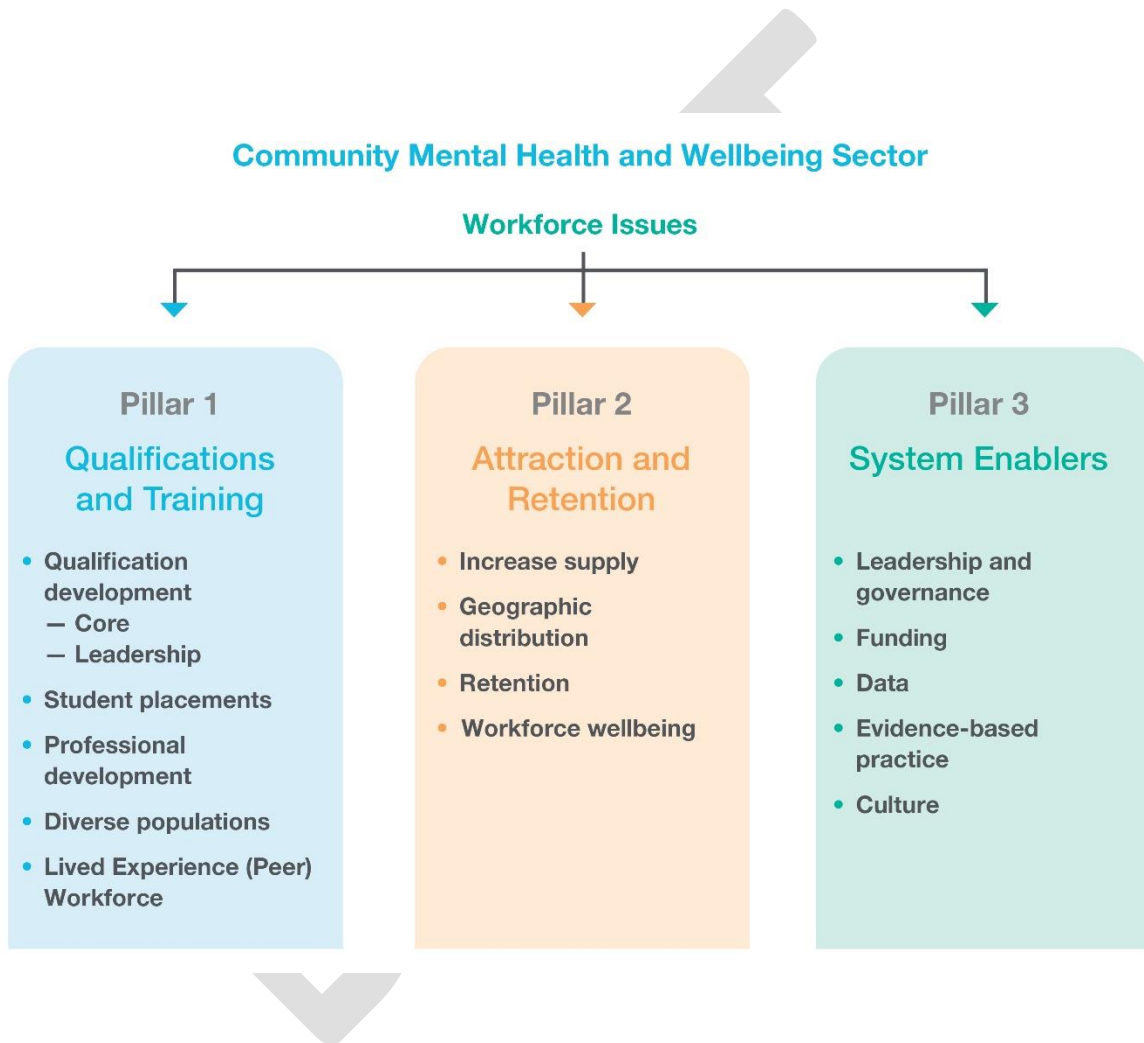 Community Mental Health and Wellbeing Sector
Workforce Issues
Pillar 1
Qualifications
and Training
• Qualification
development
— Core
— Leadership
• Student placements
• Professional
development
• Diverse populations
• Lived Experience (Peer)
Workforce
Pillar 2
Attraction and
Retention
• Increase supply
• Geographic
distribution
• Retention
• Workforce wellbeing
Pillar 3
System Enablers
• Leadership and
governance
• Funding
• Data
• Evidence-based
practice
• Culture